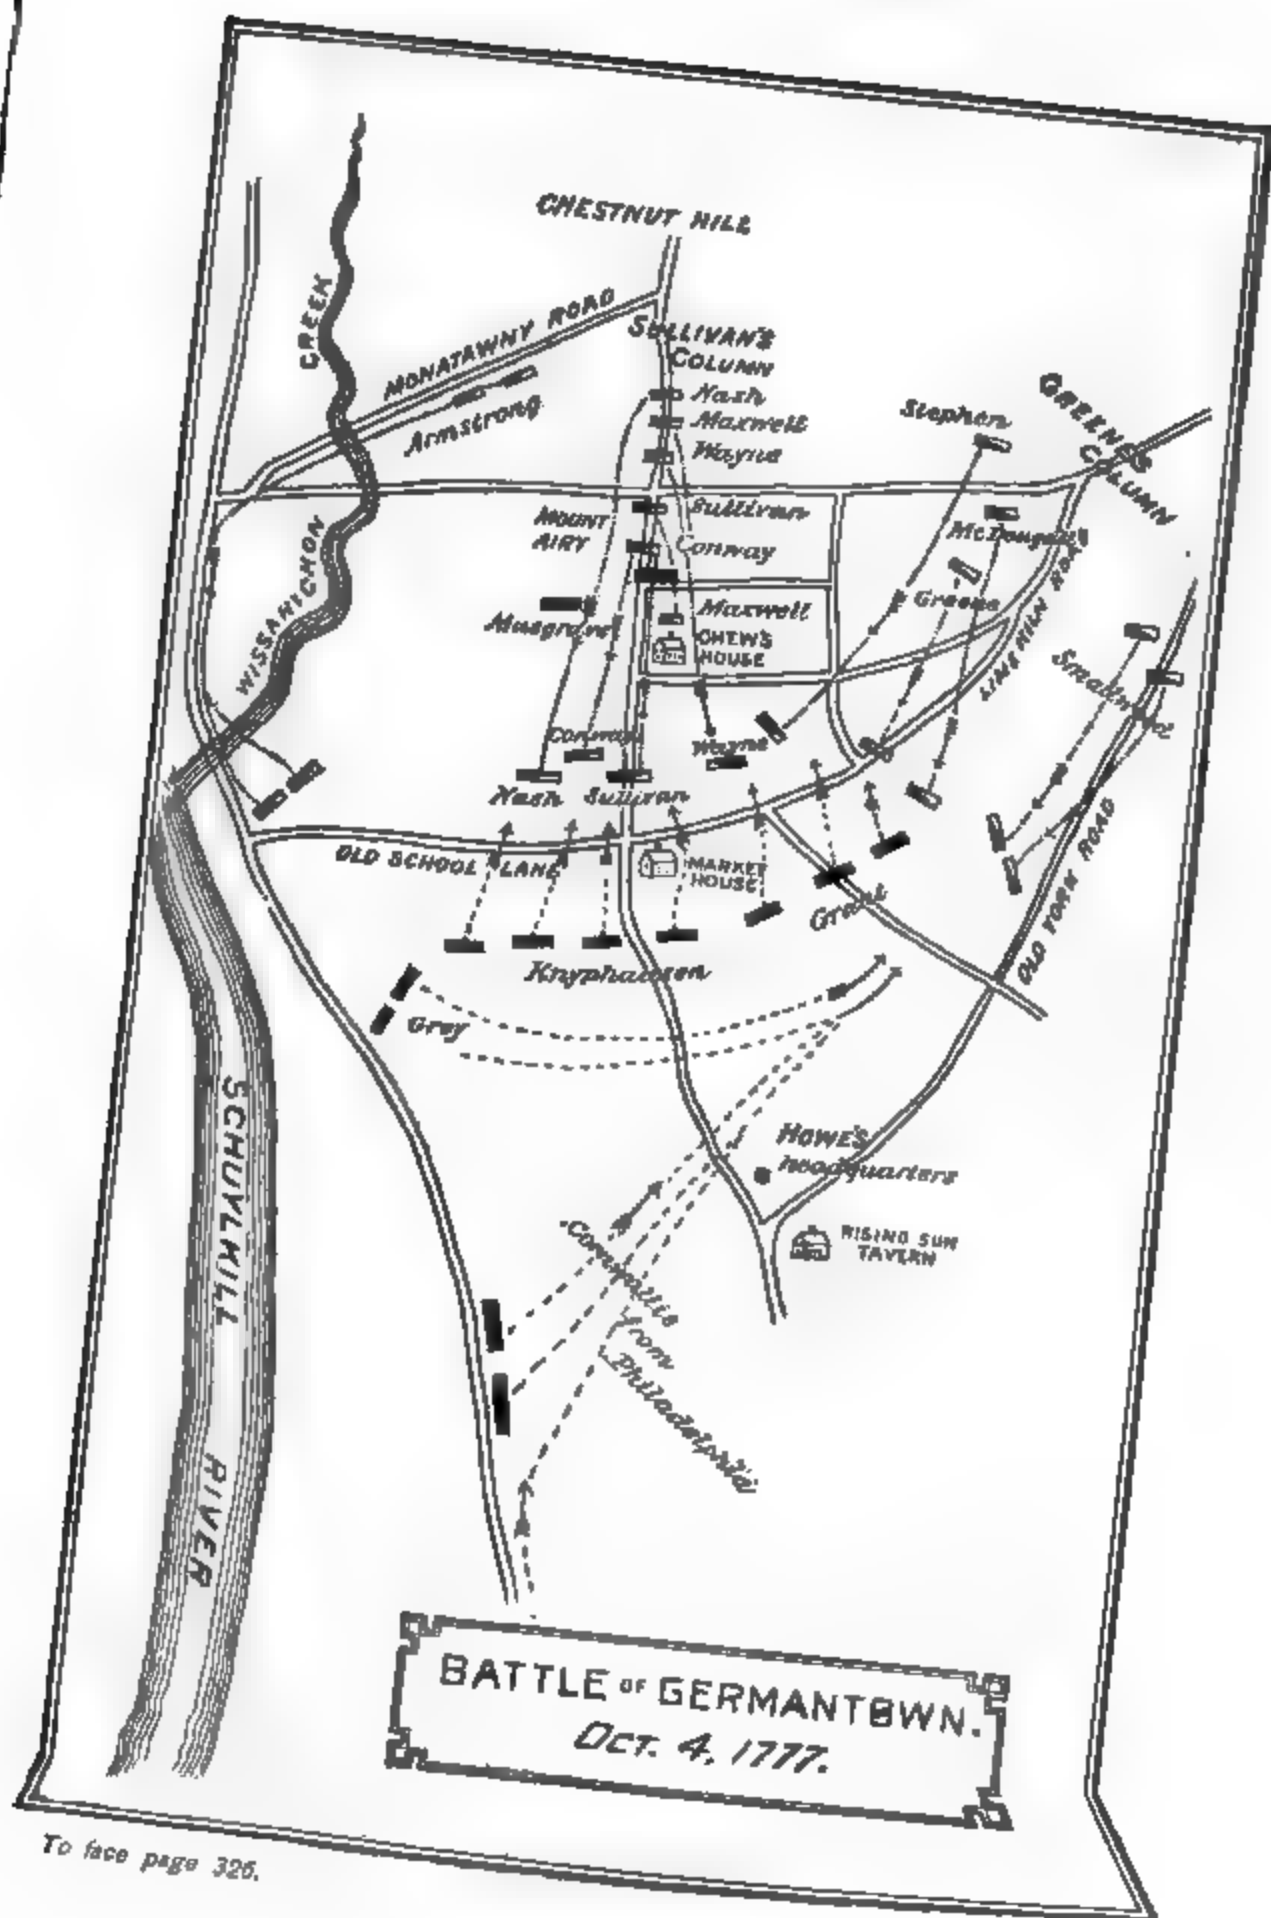 CHESTNUT HILL
CREEK
MONATAWNY ROAD
SULLIVAN'S
COLUMN
Armstrong
Nash
Maxwell
Wayne
Stephen
GREENE'S
COLUMN
Sullivan
MOUNT
AIRY
Conway
McDougall's
WISSAHICHON
Musgrave
Maxwell
Greene
CHEW'S
HOUSE
LIME KILN ROAD
Smallwood
Conway
Wayne
Nash
Sullivan
OLD SCHOOL LANE
MARKET
HOUSE
Grant
OLD YORK ROAD
Knyphausen
Grey
SCHUYLKILL
RIVER
HOWE'S
Headquarters
RISING SUN
TAVERN
Cornwallis
from
Philadelphia
BATTLE OF GERMANTOWN.
OCT. 4, 1777.
To face page 326.